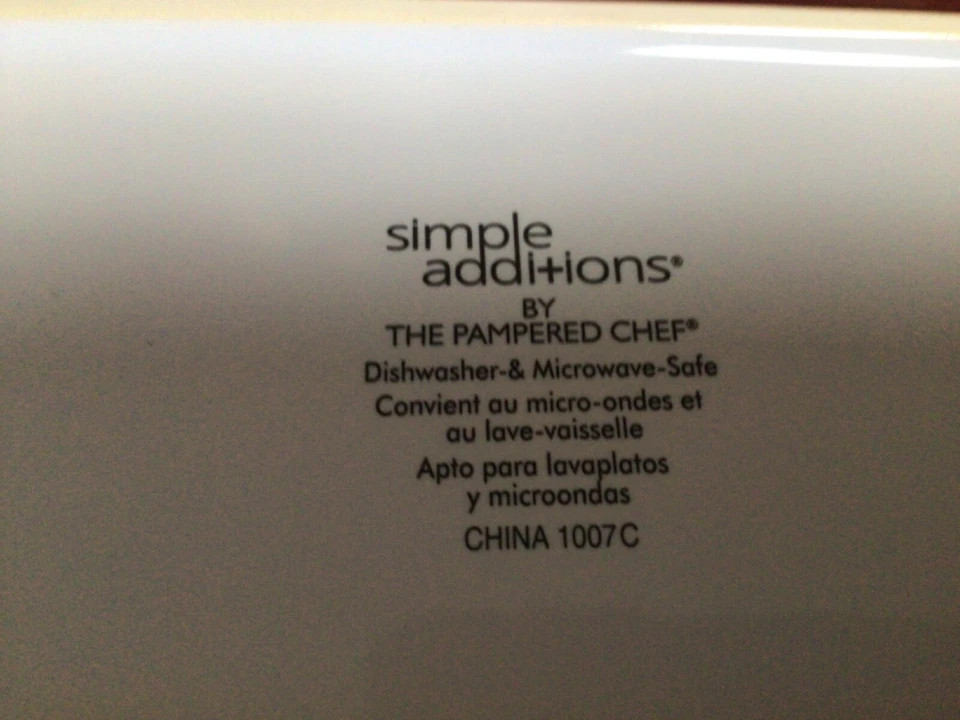 simple
additions®
BY
THE PAMPERED CHEF®
Dishwasher-& Microwave-Safe
Convient au micro-ondes et
au lave-vaisselle
Apto para lavaplatos
y microondas
CHINA 1007C